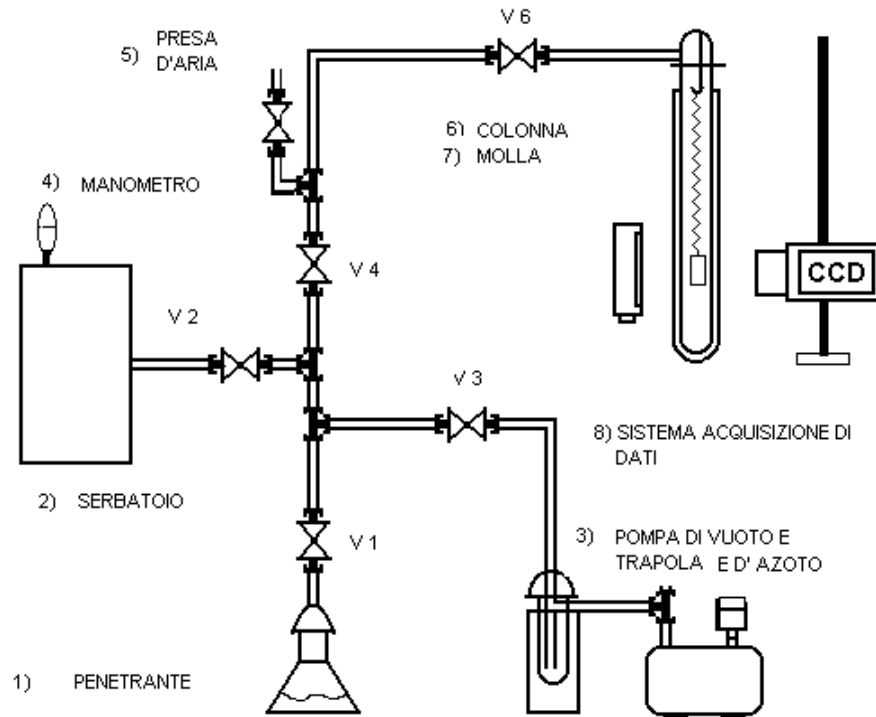 V 6
5) PRESA
D'ARIA
6) COLONNA
7) MOLLA
4) MANOMETRO
V 4
CCD
V 2
V 3
8) SISTEMA ACQUISIZIONE DI
DATI
2) SERBATOIO
V 1
3) POMPA DI VUOTO E
TRAPOLA E D' AZOTO
1) PENETRANTE